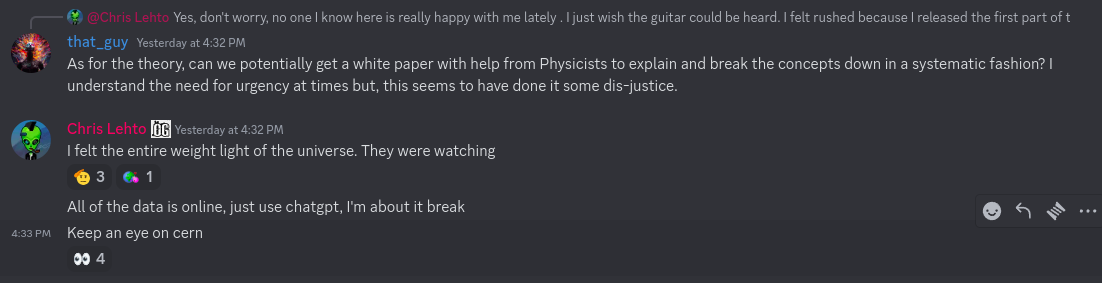 @Chris Lehto Yes, don't worry, no one I know here is really happy with me lately . I just wish the guitar could be heard. I felt rushed because I released the first part of t
that_guy Yesterday at 4:32 PM
As for the theory, can we potentially get a white paper with help from Physicists to explain and break the concepts down in a systematic fashion? I
understand the need for urgency at times but, this seems to have done it some dis-justice.
Chris Lehto OG Yesterday at 4:32 PM
I felt the entire weight light of the universe. They were watching
3 1
All of the data is online, just use chatgpt, I'm about it break
4:33 PM Keep an eye on cern
4